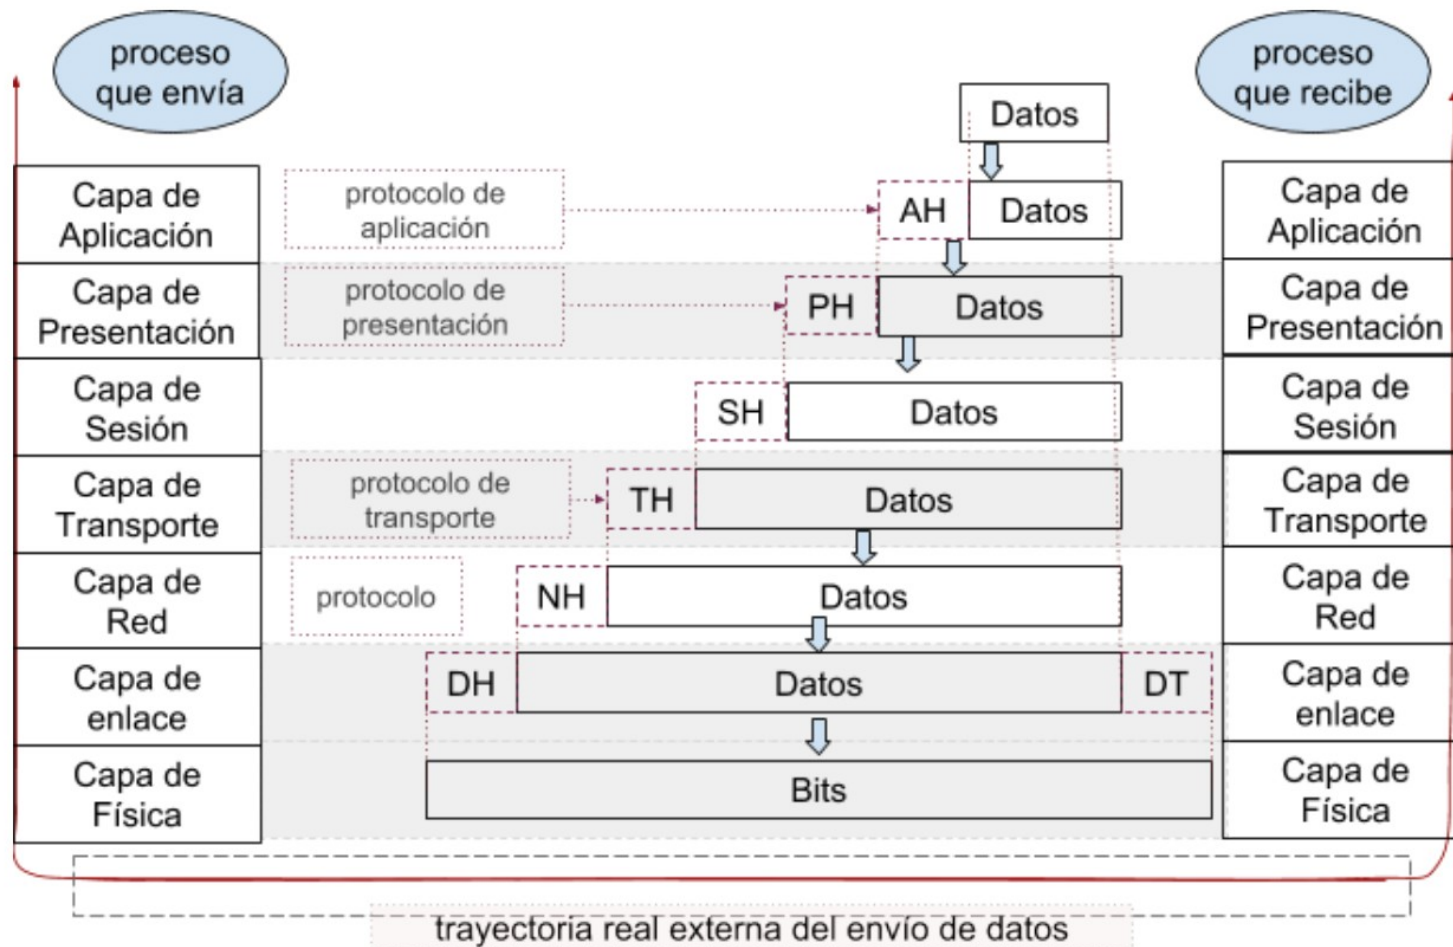 proceso
que envía
proceso
que recibe
Datos
Capa de
Aplicación
protocolo de
aplicación
AH
Datos
Capa de
Aplicación
Capa de
Presentación
protocolo de
presentación
PH
Datos
Capa de
Presentación
Capa de
Sesión
SH
Datos
Capa de
Sesión
Capa de
Transporte
protocolo de
transporte
TH
Datos
Capa de
Transporte
Capa de
Red
protocolo
NH
Datos
Capa de
Red
Capa de
enlace
DH
Datos
DT
Capa de
enlace
Capa de
Física
Bits
Capa de
Física
trayectoria real externa del envío de datos